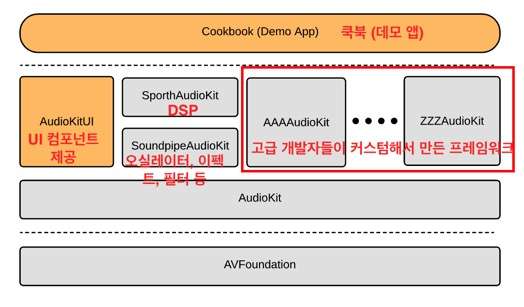 Cookbook (Demo App) 쿡북 (데모 앱)
AudioKitUI
UI 컴포넌트
제공
SporthAudioKit
DSP
SoundpipeAudioKit
오실레이터, 이펙
트, 필터 등
AAAAudioKit
ZZZAudioKit
고급 개발자들이 커스텀해서 만든 프레임워크
AudioKit
AVFoundation